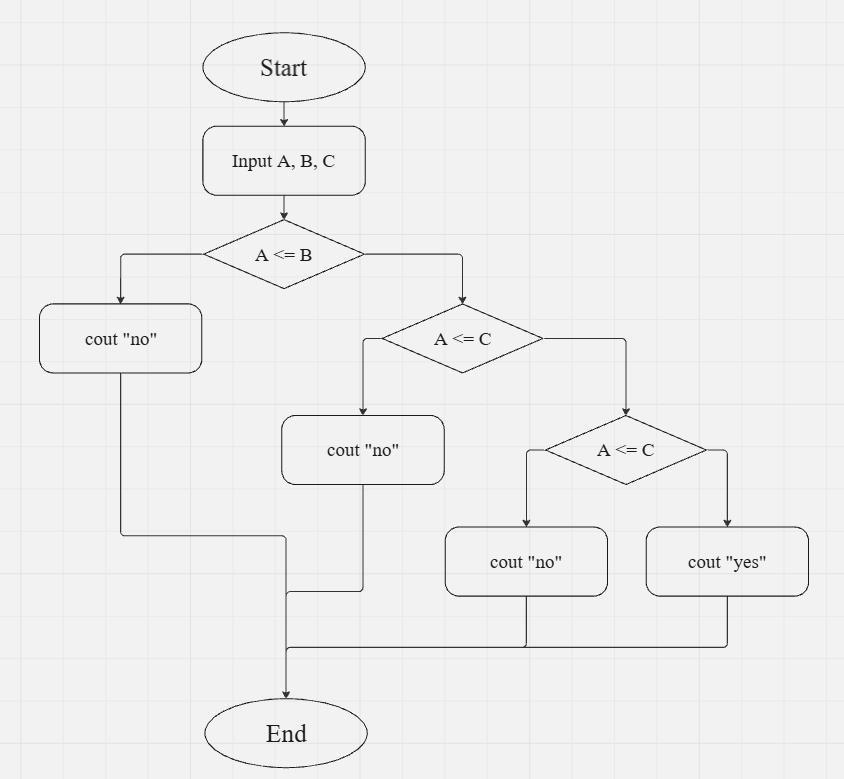 Start
Input A, B, C
A <= B
cout "no"
A <= C
cout "no"
A <= C
cout "no"
cout "yes"
End